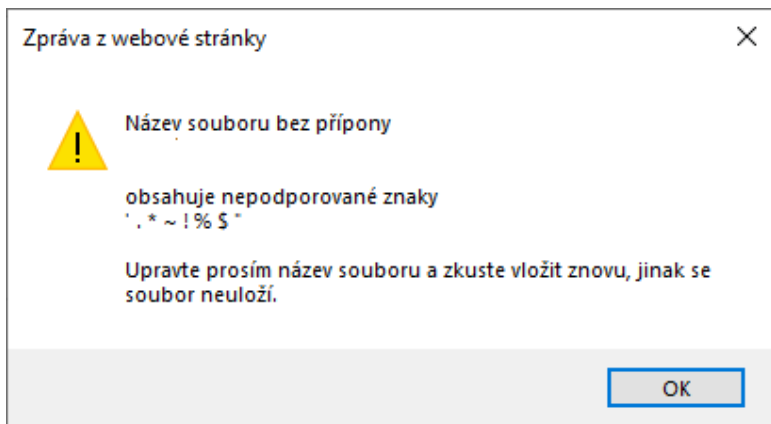 Zpráva z webové stránky
Název souboru bez přípony
obsahuje nepodporované znaky
' . * ~ ! % $ "
Upravte prosím název souboru a zkuste vložit znovu, jinak se
soubor neuloží.
OK